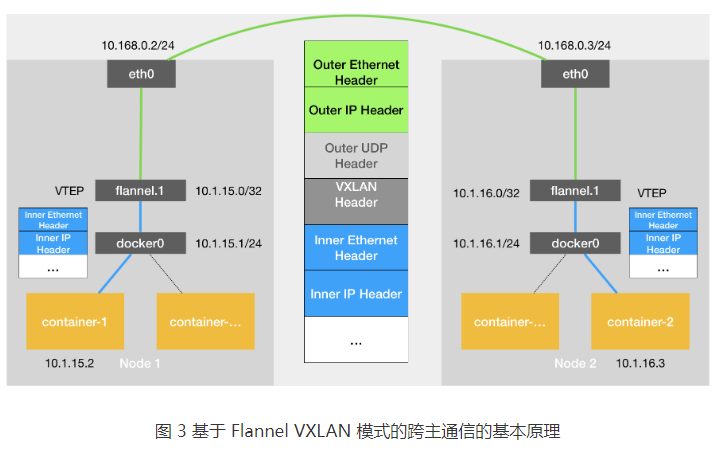 10.168.0.2/24
10.168.0.3/24
eth0
eth0
Outer Ethernet
Header
Outer IP Header
Outer UDP
Header
VXLAN
Header
Inner Ethernet
Header
Inner IP Header
...
VTEP
flannel.1
10.1.15.0/32
Inner Ethernet
Header
Inner IP
Header
...
docker0
10.1.15.1/24
container-1
container-...
10.1.15.2
Node 1
10.1.16.0/32
flannel.1
VTEP
10.1.16.1/24
docker0
Inner Ethernet
Header
Inner IP
Header
...
container-...
container-2
Node 2
10.1.16.3
图 3 基于 Flannel VXLAN 模式的跨主通信的基本原理